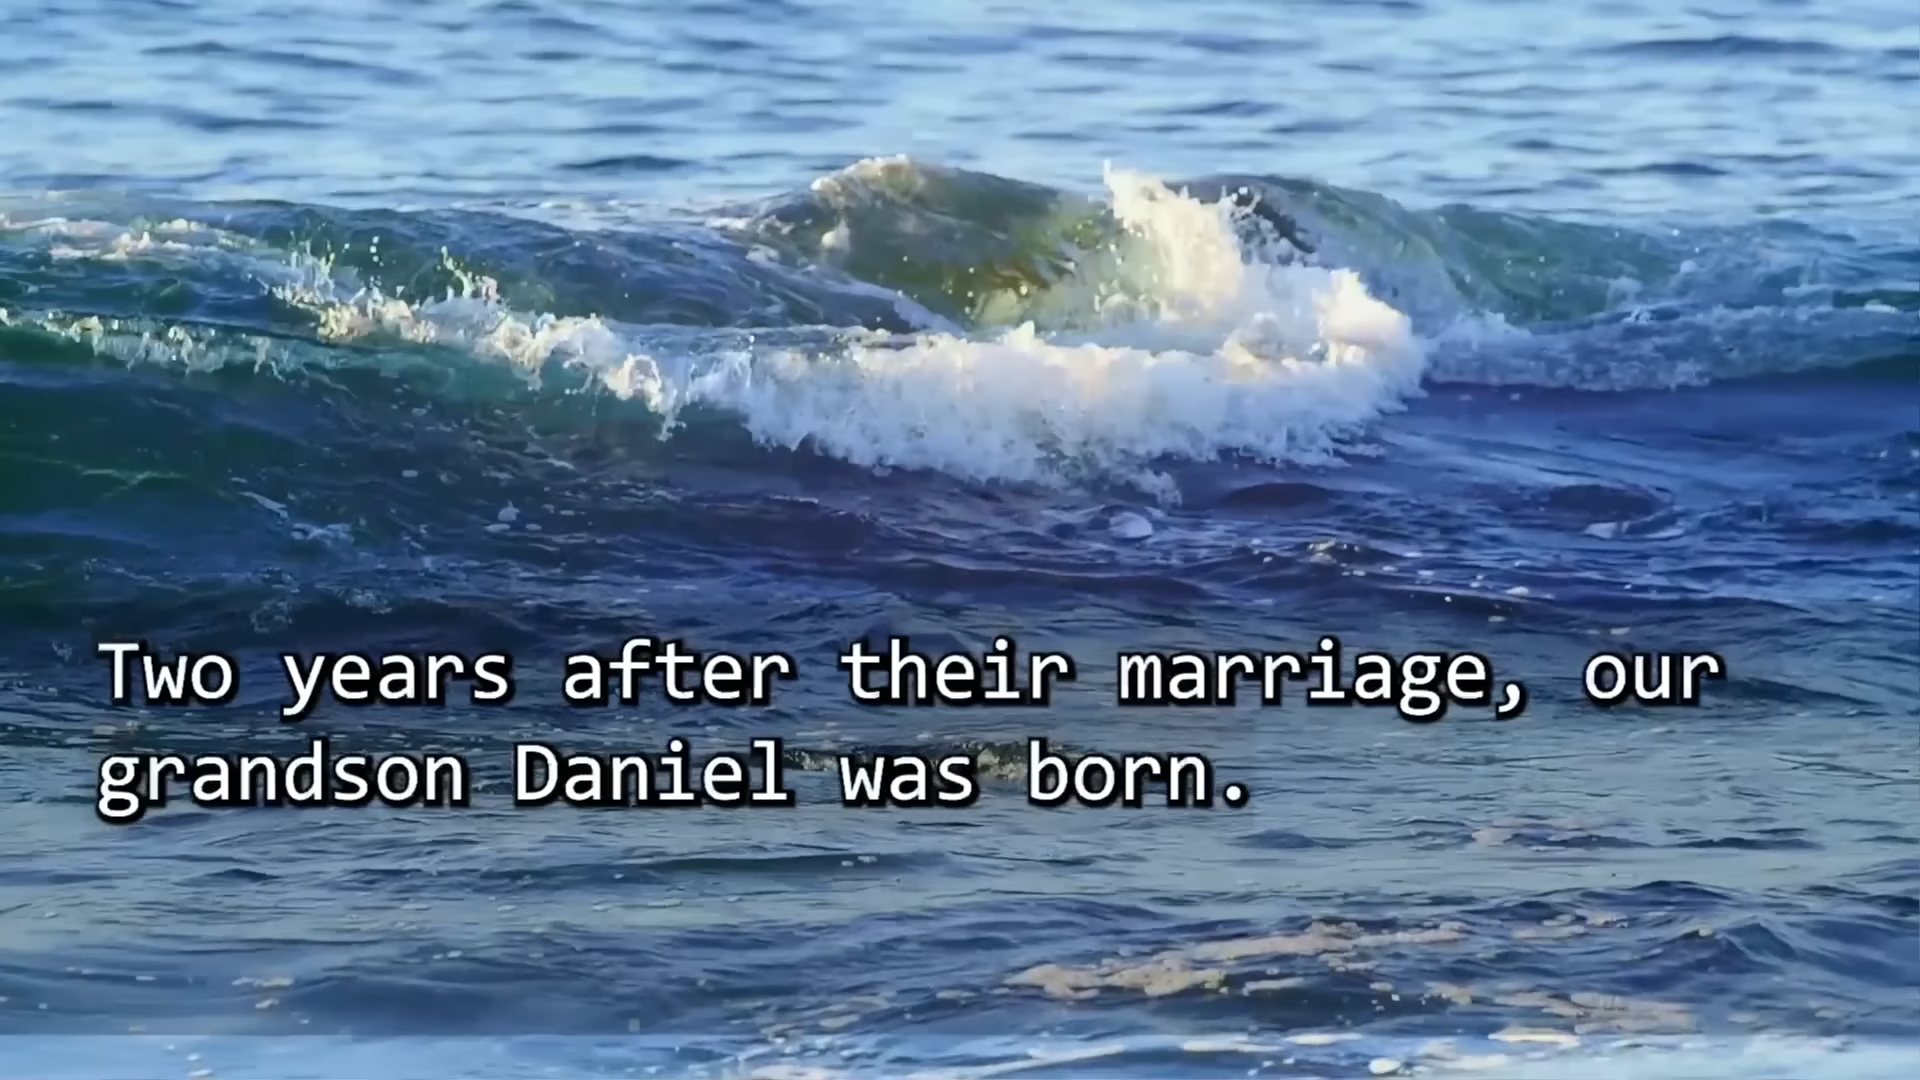 Two years after their marriage, our
grandson Daniel was born.